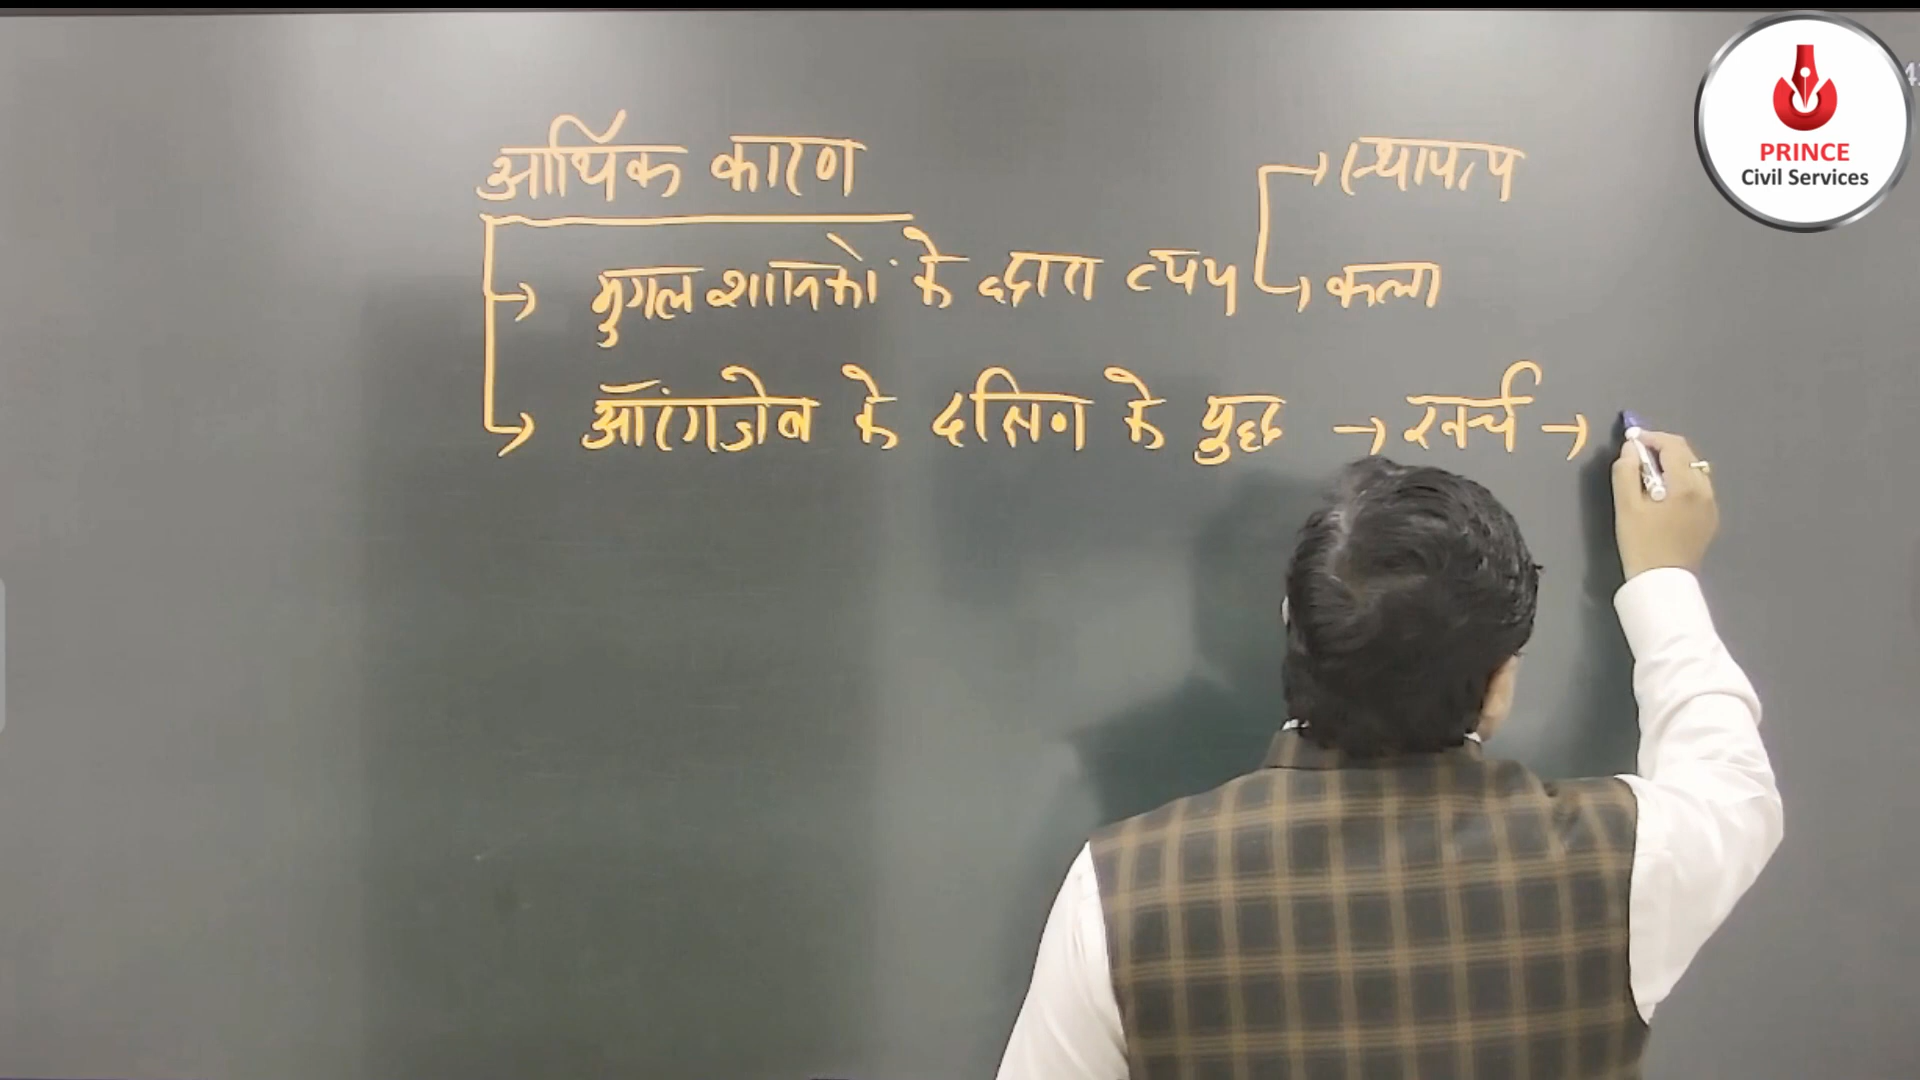 आर्थिक कारण
स्थापत्य
मुगल शासकों के द्वारा व्यय
कला
औरंगजेब के दक्षिण के युद्ध → खर्च →
PRINCE
Civil Services